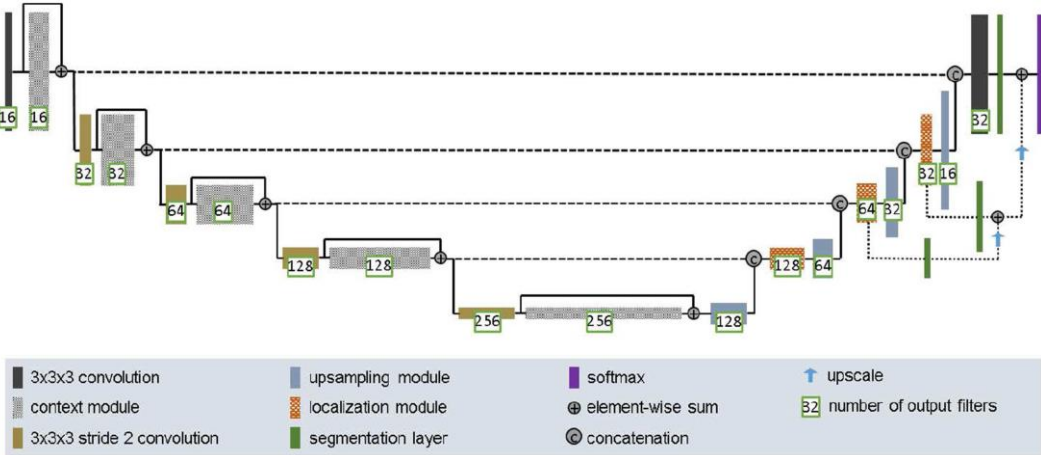 16
16
32
32
64
64
128
128
256
256
128
C
128
64
C
64
32
C
32
16
C
32
3x3x3 convolution
context module
3x3x3 stride 2 convolution
upsampling module
localization module
segmentation layer
softmax
element-wise sum
C concatenation
upscale
32 number of output filters